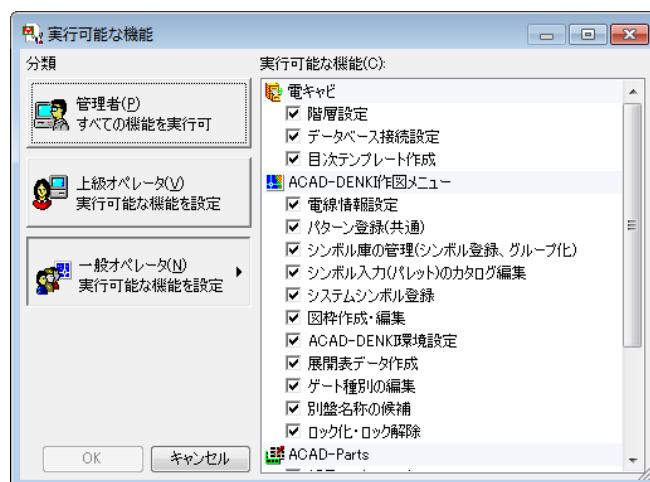 実行可能な機能
分類
管理者(P)
すべての機能を実行可
上級オペレータ(V)
実行可能な機能を設定
一般オペレータ(N)
実行可能な機能を設定
OK
キャンセル
実行可能な機能(C):
電キャビ
階層設定
データベース接続設定
目次テンプレート作成
ACAD-DENKI作図メニュー
電線情報設定
パターン登録(共通)
シンボル庫の管理(シンボル登録、グループ化)
シンボル入力(パレット)のカタログ編集
システムシンボル登録
図枠作成・編集
ACAD-DENKI環境設定
展開表データ作成
ゲート種別の編集
別盤名称の候補
ロック化・ロック解除
ACAD-Parts